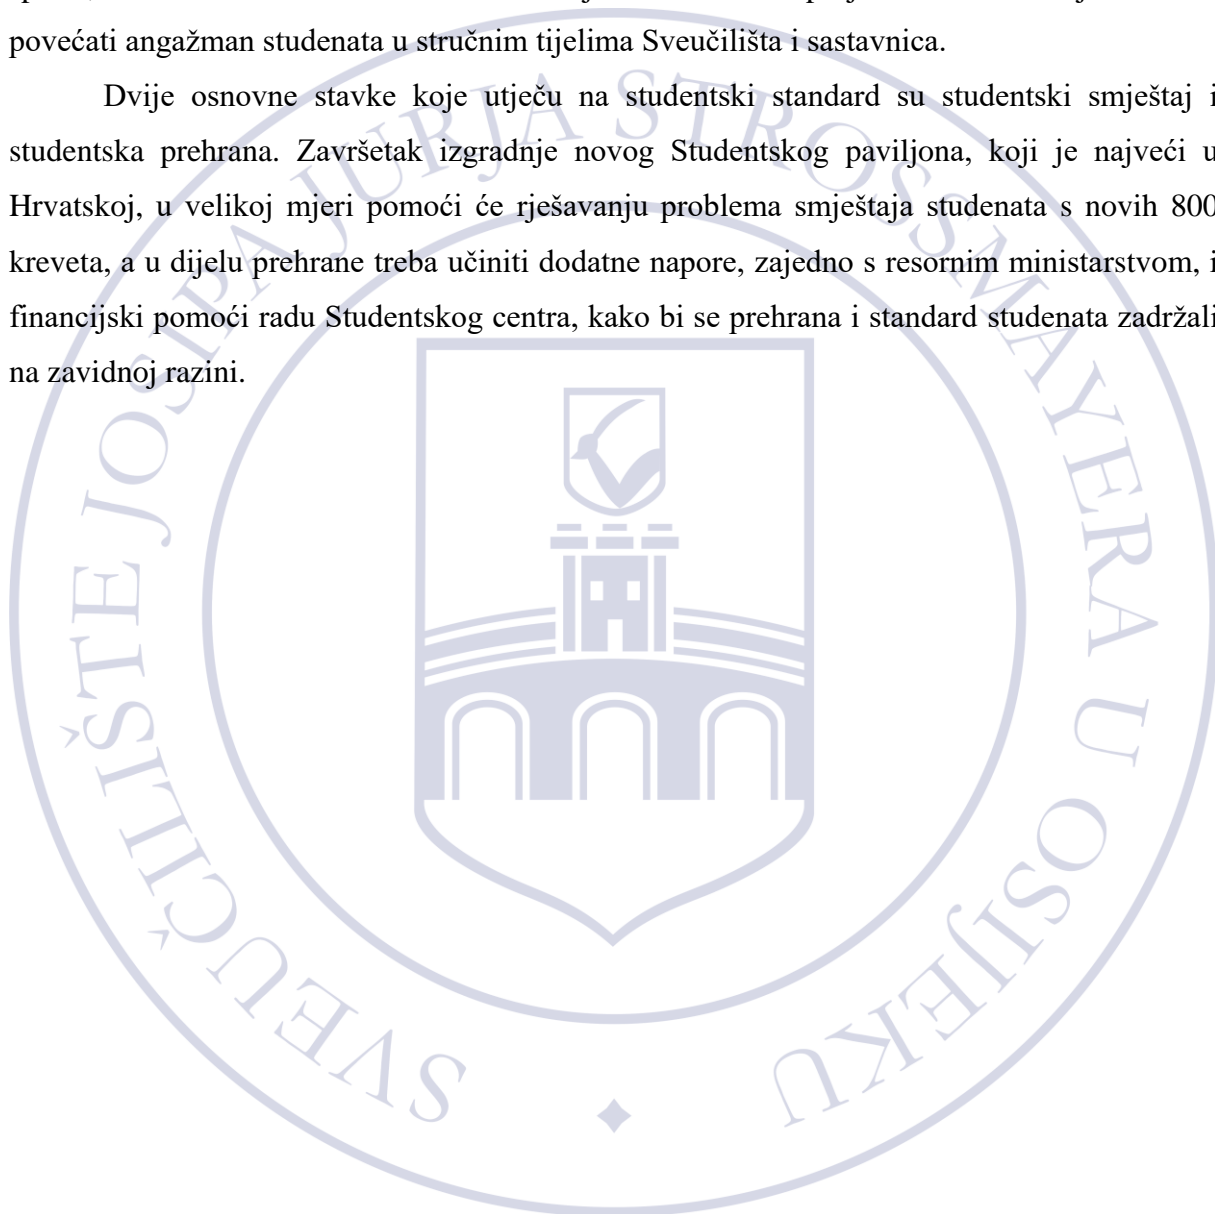 povećati angažman studenata u stručnim tijelima Sveučilišta i sastavnica.
Dvije osnovne stavke koje utječu na studentski standard su studentski smještaj i
studentska prehrana. Završetak izgradnje novog Studentskog paviljona, koji je najveći u
Hrvatskoj, u velikoj mjeri pomoći će rješavanju problema smještaja studenata s novih 800
kreveta, a u dijelu prehrane treba učiniti dodatne napore, zajedno s resornim ministarstvom, i
financijski pomoći radu Studentskog centra, kako bi se prehrana i standard studenata zadržali
na zavidnoj razini.
SVEUČILIŠTE JOSIPA JURJA STROSSMAYERA U OSIJEKU